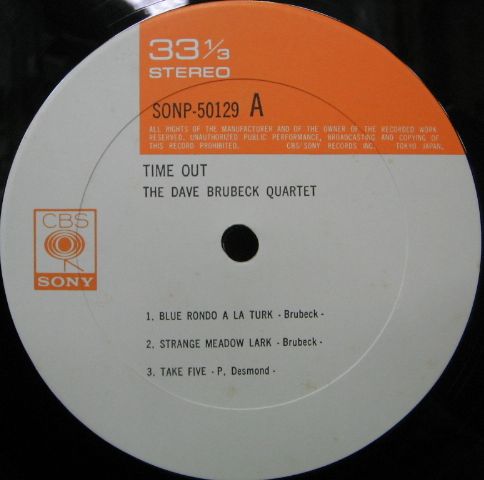 33 1/3
STEREO
SONP-50129 A
ALL RIGHTS OF THE MANUFACTURER AND OF THE OWNER OF THE RECORDED WORK
RESERVED. UNAUTHORIZED PUBLIC PERFORMANCE, BROADCASTING AND COPYING OF
THIS RECORD PROHIBITED. CBS/SONY RECORDS INC. TOKYO JAPAN.
TIME OUT
THE DAVE BRUBECK QUARTET
CBS
SONY
1. BLUE RONDO A LA TURK - Brubeck -
2. STRANGE MEADOW LARK - Brubeck -
3. TAKE FIVE - P. Desmond -